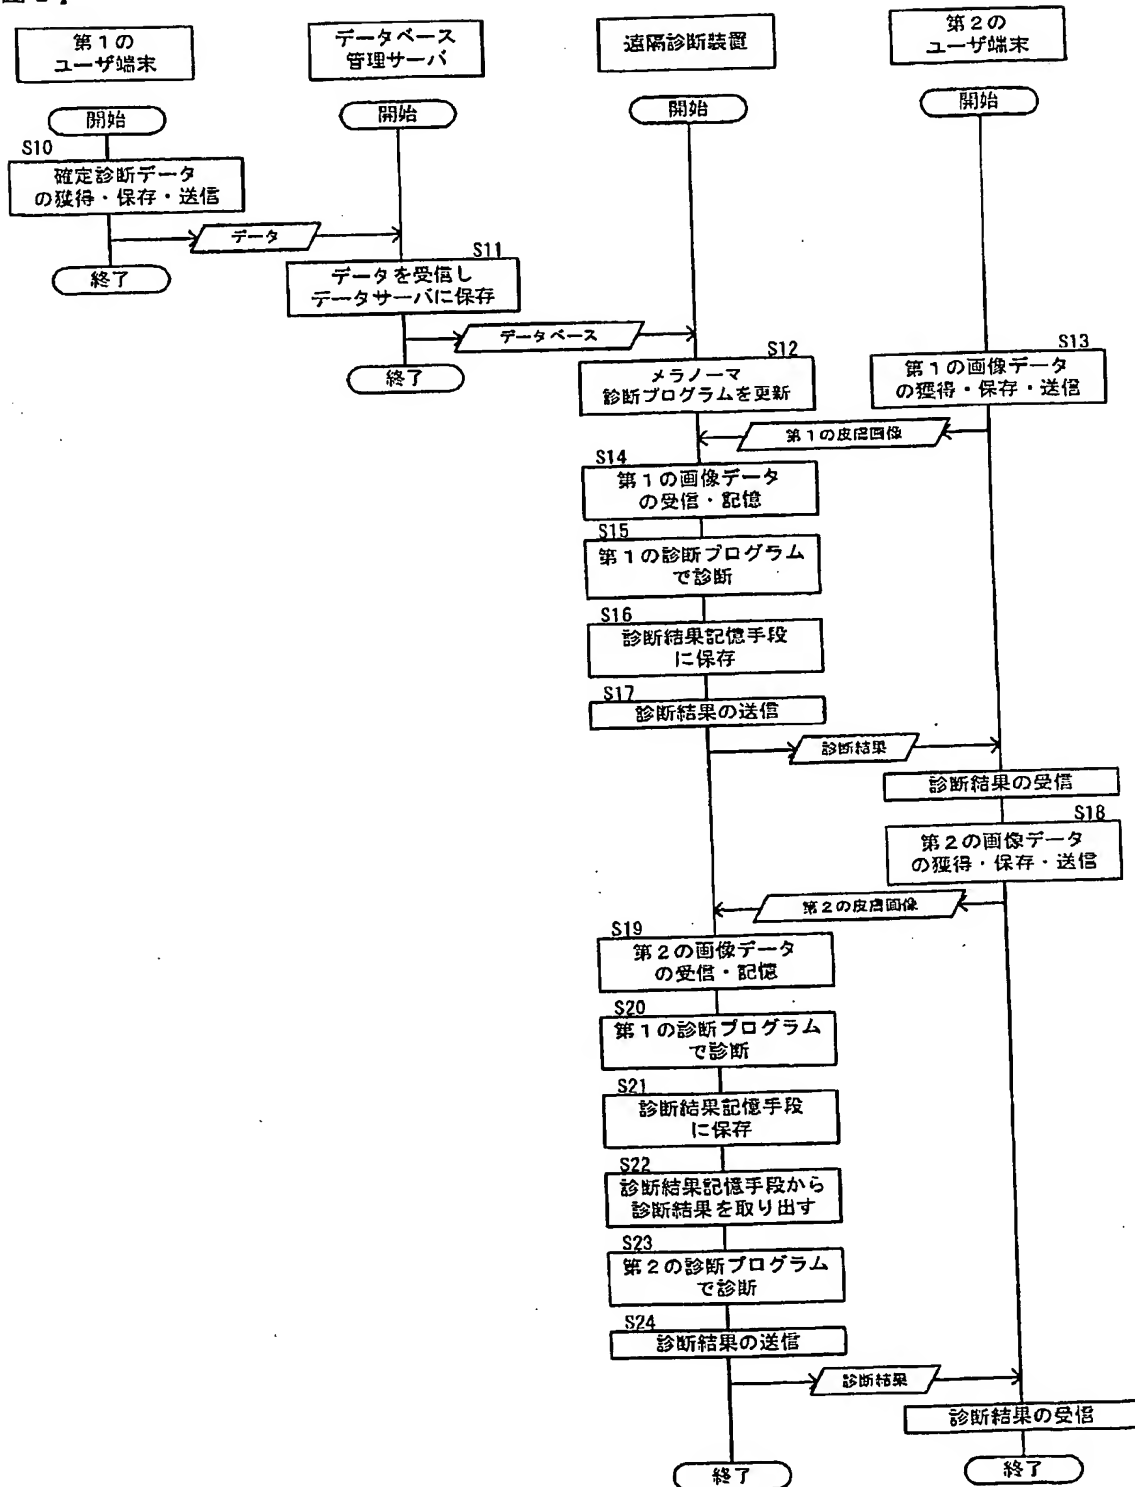 第１の
ユーザ端末
データベース
管理サーバ
遠隔診断装置
第２の
ユーザ端末
開始
開始
開始
開始
S10
確定診断データ
の獲得・保存・送信
データ
終了
S11
データを受信し
データサーバに保存
データベース
終了
S12
メラノーマ
診断プログラムを更新
S13
第１の画像データ
の獲得・保存・送信
第１の皮膚画像
S14
第１の画像データ
の受信・記憶
S15
第１の診断プログラム
で診断
S16
診断結果記憶手段
に保存
S17
診断結果の送信
診断結果
診断結果の受信
S18
第２の画像データ
の獲得・保存・送信
第２の皮膚画像
S19
第２の画像データ
の受信・記憶
S20
第１の診断プログラム
で診断
S21
診断結果記憶手段
に保存
S22
診断結果記憶手段から
診断結果を取り出す
S23
第２の診断プログラム
で診断
S24
診断結果の送信
診断結果
診断結果の受信
終了
終了